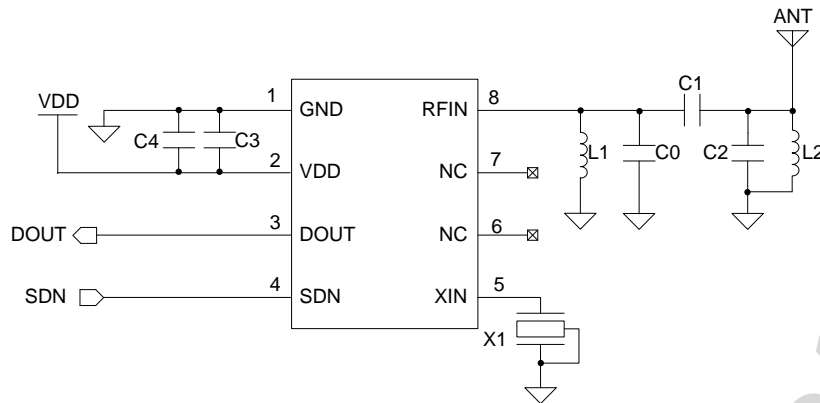 ANT
VDD
1
GND
RFIN
8
C1
C4
C3
L1
C0
C2
L2
2
VDD
NC
7
DOUT
3
DOUT
NC
6
SDN
4
SDN
XIN
5
X1